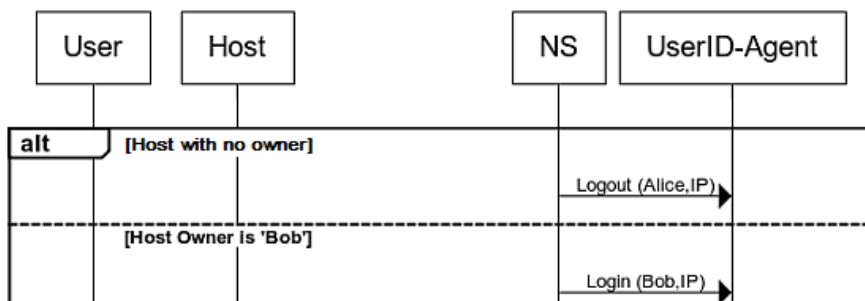 User Host NS UserID-Agent
alt [Host with no owner]
Logout (Alice,IP)
[Host Owner is 'Bob']
Login (Bob,IP)